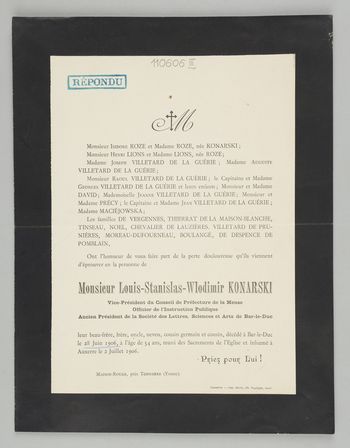 110606 III
RÉPONDU
M
Monsieur Isidore ROZE et Madame ROZE, née KONARSKI ;
Monsieur Henri LIONS et Madame LIONS, née ROZE ;
Madame Joseph VILLETARD DE LA GUÉRIE ; Madame Auguste
VILLETARD DE LA GUÉRIE ;
Monsieur Raoul VILLETARD DE LA GUÉRIE ; le Capitaine et Madame
Georges VILLETARD DE LA GUÉRIE et leurs enfants ; Monsieur et Madame
DAVID ; Mademoiselle Jeanne VILLETARD DE LA GUÉRIE ; Monsieur et
Madame PRÉCY ; le Capitaine et Madame Jean VILLETARD DE LA GUÉRIE ;
Madame MACIÉJOWSKA ;
Les familles DE VERGENNES, THIERRAT DE LA MAISON-BLANCHE,
TINSEAU, NOEL, CHEVALIER DE LAUZIÈRES, VILLETARD DE PRU-
NIÈRES, MOREAU-DUFOURNEAU, BOULANGÉ, DE DESPENCE DE
POMBLAIN,
Ont l'honneur de vous faire part de la perte douloureuse qu'ils viennent
d'éprouver en la personne de
Monsieur Louis-Stanislas-Wlodimir KONARSKI
Vice-Président du Conseil de Préfecture de la Meuse
Officier de l'Instruction Publique
Ancien Président de la Société des Lettres, Sciences et Arts de Bar-le-Duc
leur beau-frère, frère, oncle, neveu, cousin germain et cousin, décédé à Bar-le-Duc
le 28 Juin 1906, à l'âge de 54 ans, muni des Sacrements de l'Église et inhumé à
Auxerre le 2 Juillet 1906.
Priez pour Lui !
Maison-Rouge, près Tonnerre (Yonne)